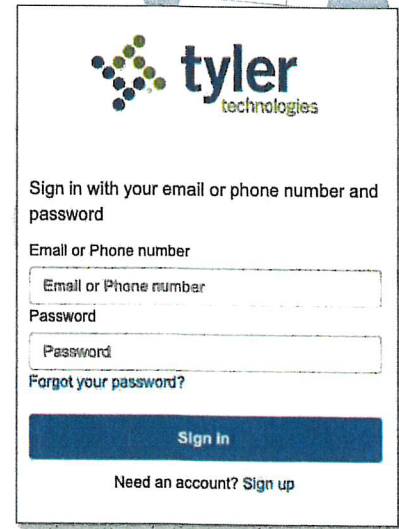 tyler
technologies
Sign in with your email or phone number and
password
Email or Phone number
Email or Phone number
Password
Password
Forgot your password?
Sign in
Need an account? Sign up